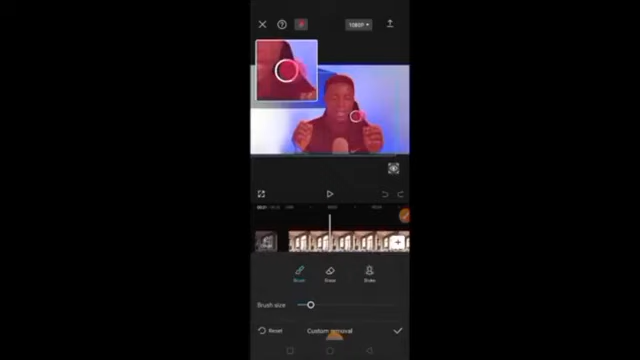 1080P
Brush
Erase
Brush size
Reset
Custom removal